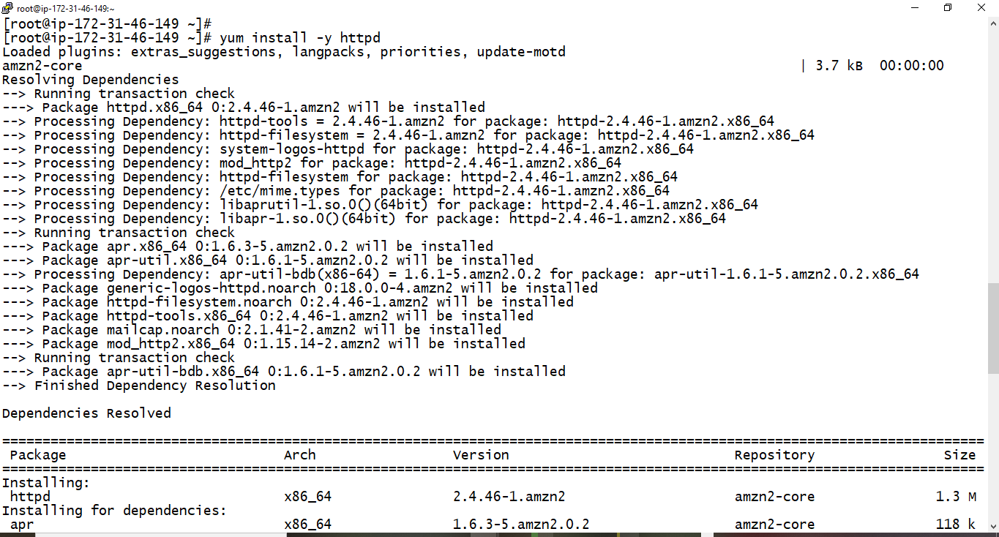 root@ip-172-31-46-149:~
[root@ip-172-31-46-149 ~]#
[root@ip-172-31-46-149 ~]# yum install -y httpd
Loaded plugins: extras_suggestions, langpacks, priorities, update-motd
amzn2-core | 3.7 kB 00:00:00
Resolving Dependencies
--> Running transaction check
---> Package httpd.x86_64 0:2.4.46-1.amzn2 will be installed
--> Processing Dependency: httpd-tools = 2.4.46-1.amzn2 for package: httpd-2.4.46-1.amzn2.x86_64
--> Processing Dependency: httpd-filesystem = 2.4.46-1.amzn2 for package: httpd-2.4.46-1.amzn2.x86_64
--> Processing Dependency: system-logos-httpd for package: httpd-2.4.46-1.amzn2.x86_64
--> Processing Dependency: mod_http2 for package: httpd-2.4.46-1.amzn2.x86_64
--> Processing Dependency: httpd-filesystem for package: httpd-2.4.46-1.amzn2.x86_64
--> Processing Dependency: /etc/mime.types for package: httpd-2.4.46-1.amzn2.x86_64
--> Processing Dependency: libaprutil-1.so.0()(64bit) for package: httpd-2.4.46-1.amzn2.x86_64
--> Processing Dependency: libapr-1.so.0()(64bit) for package: httpd-2.4.46-1.amzn2.x86_64
--> Running transaction check
---> Package apr.x86_64 0:1.6.3-5.amzn2.0.2 will be installed
---> Package apr-util.x86_64 0:1.6.1-5.amzn2.0.2 will be installed
--> Processing Dependency: apr-util-bdb(x86-64) = 1.6.1-5.amzn2.0.2 for package: apr-util-1.6.1-5.amzn2.0.2.x86_64
---> Package generic-logos-httpd.noarch 0:18.0.0-4.amzn2 will be installed
---> Package httpd-filesystem.noarch 0:2.4.46-1.amzn2 will be installed
---> Package httpd-tools.x86_64 0:2.4.46-1.amzn2 will be installed
---> Package mailcap.noarch 0:2.1.41-2.amzn2 will be installed
---> Package mod_http2.x86_64 0:1.15.14-2.amzn2 will be installed
--> Running transaction check
---> Package apr-util-bdb.x86_64 0:1.6.1-5.amzn2.0.2 will be installed
--> Finished Dependency Resolution
Dependencies Resolved
================================================================================
Package Arch Version Repository Size
================================================================================
Installing:
httpd x86_64 2.4.46-1.amzn2 amzn2-core 1.3 M
Installing for dependencies:
apr x86_64 1.6.3-5.amzn2.0.2 amzn2-core 118 k